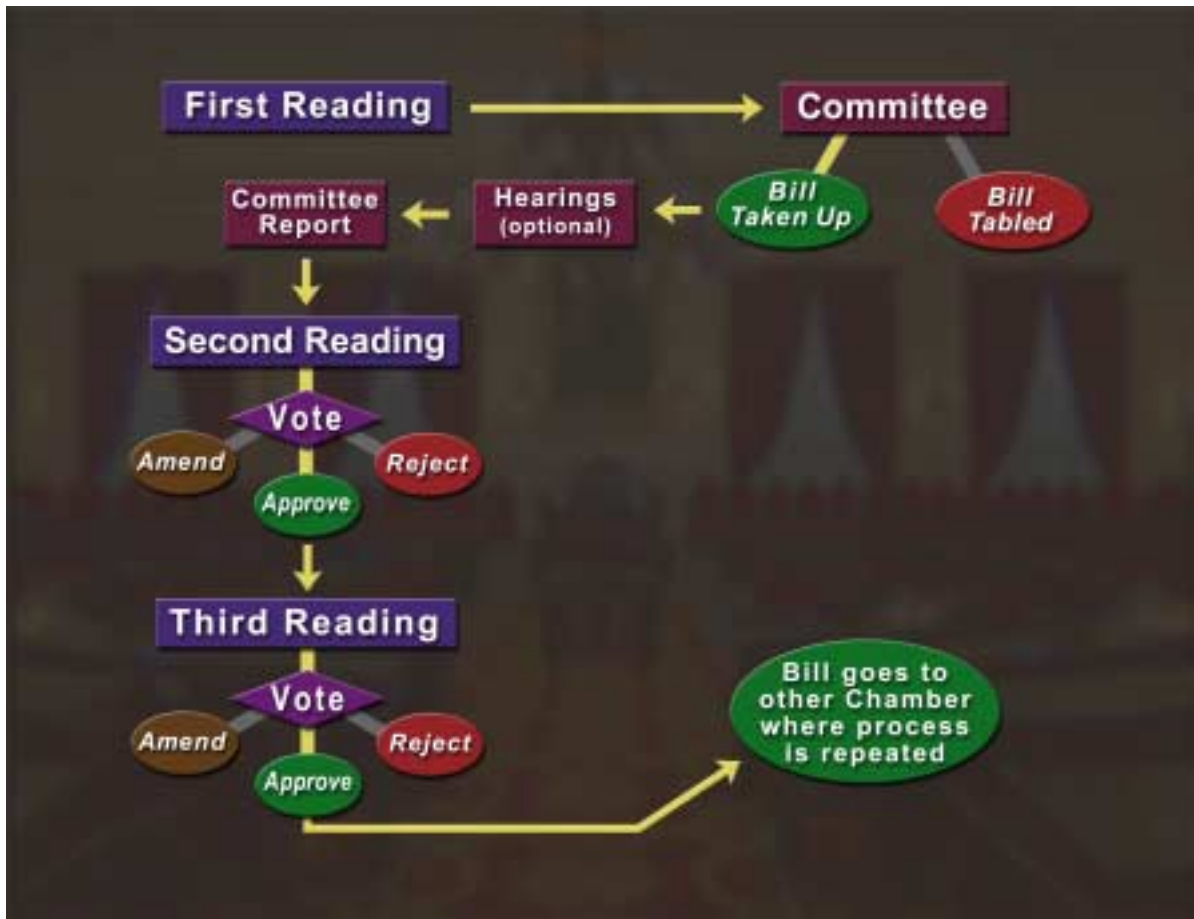 First Reading
Committee
Committee
Report
Hearings
(optional)
Bill
Taken Up
Bill
Tabled
Second Reading
Vote
Amend
Reject
Approve
Third Reading
Vote
Amend
Reject
Approve
Bill goes to
other Chamber
where process
is repeated